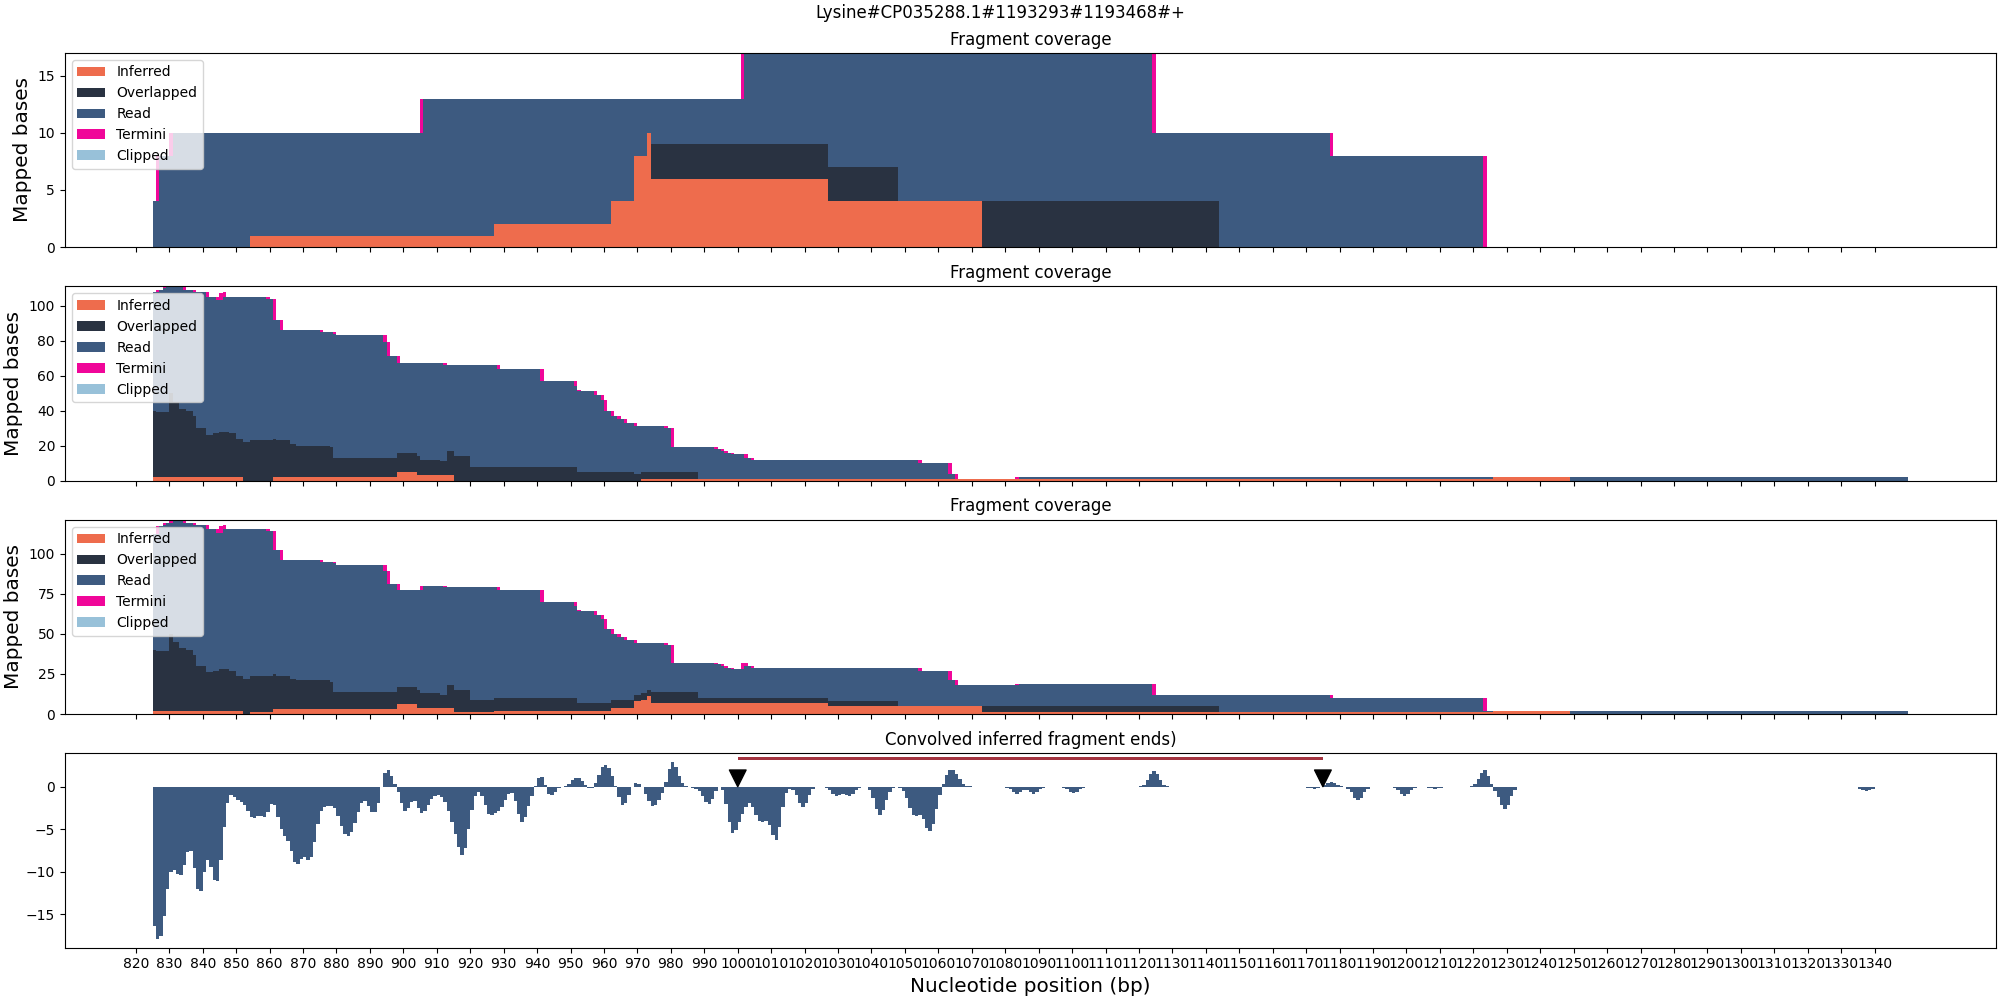 Lysine#CP035288.1#1193293#1193468#+
Fragment coverage
Mapped bases
15
10
5
0
Inferred
Overlapped
Read
Termini
Clipped
Fragment coverage
Mapped bases
100
80
60
40
20
0
Inferred
Overlapped
Read
Termini
Clipped
Fragment coverage
Mapped bases
100
75
50
25
0
Inferred
Overlapped
Read
Termini
Clipped
Convolved inferred fragment ends)
0
−5
−10
−15
820 830 840 850 860 870 880 890 900 910 920 930 940 950 960 970 980 990 1000 1010 1020 1030 1040 1050 1060 1070 1080 1090 1100 1110 1120 1130 1140 1150 1160 1170 1180 1190 1200 1210 1220 1230 1240 1250 1260 1270 1280 1290 1300 1310 1320 1330 1340
Nucleotide position (bp)